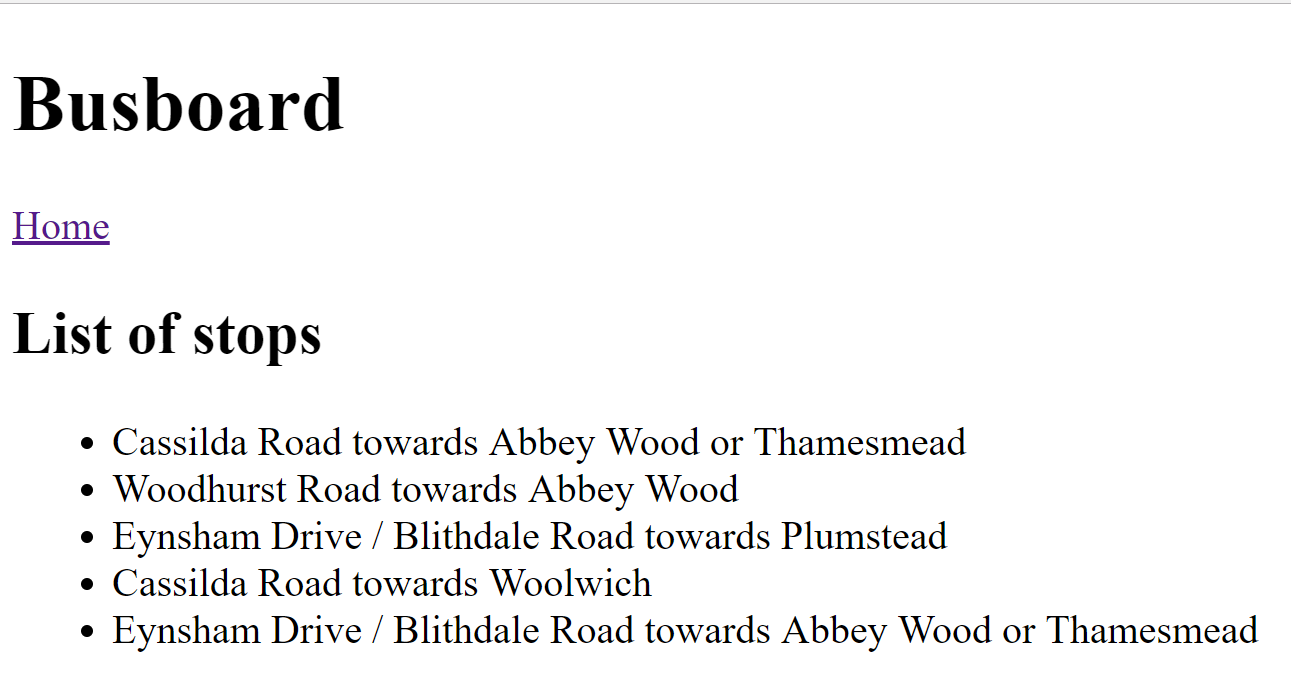 Busboard
Home
List of stops
• Cassilda Road towards Abbey Wood or Thamesmead
• Woodhurst Road towards Abbey Wood
• Eynsham Drive / Blithdale Road towards Plumstead
• Cassilda Road towards Woolwich
• Eynsham Drive / Blithdale Road towards Abbey Wood or Thamesmead